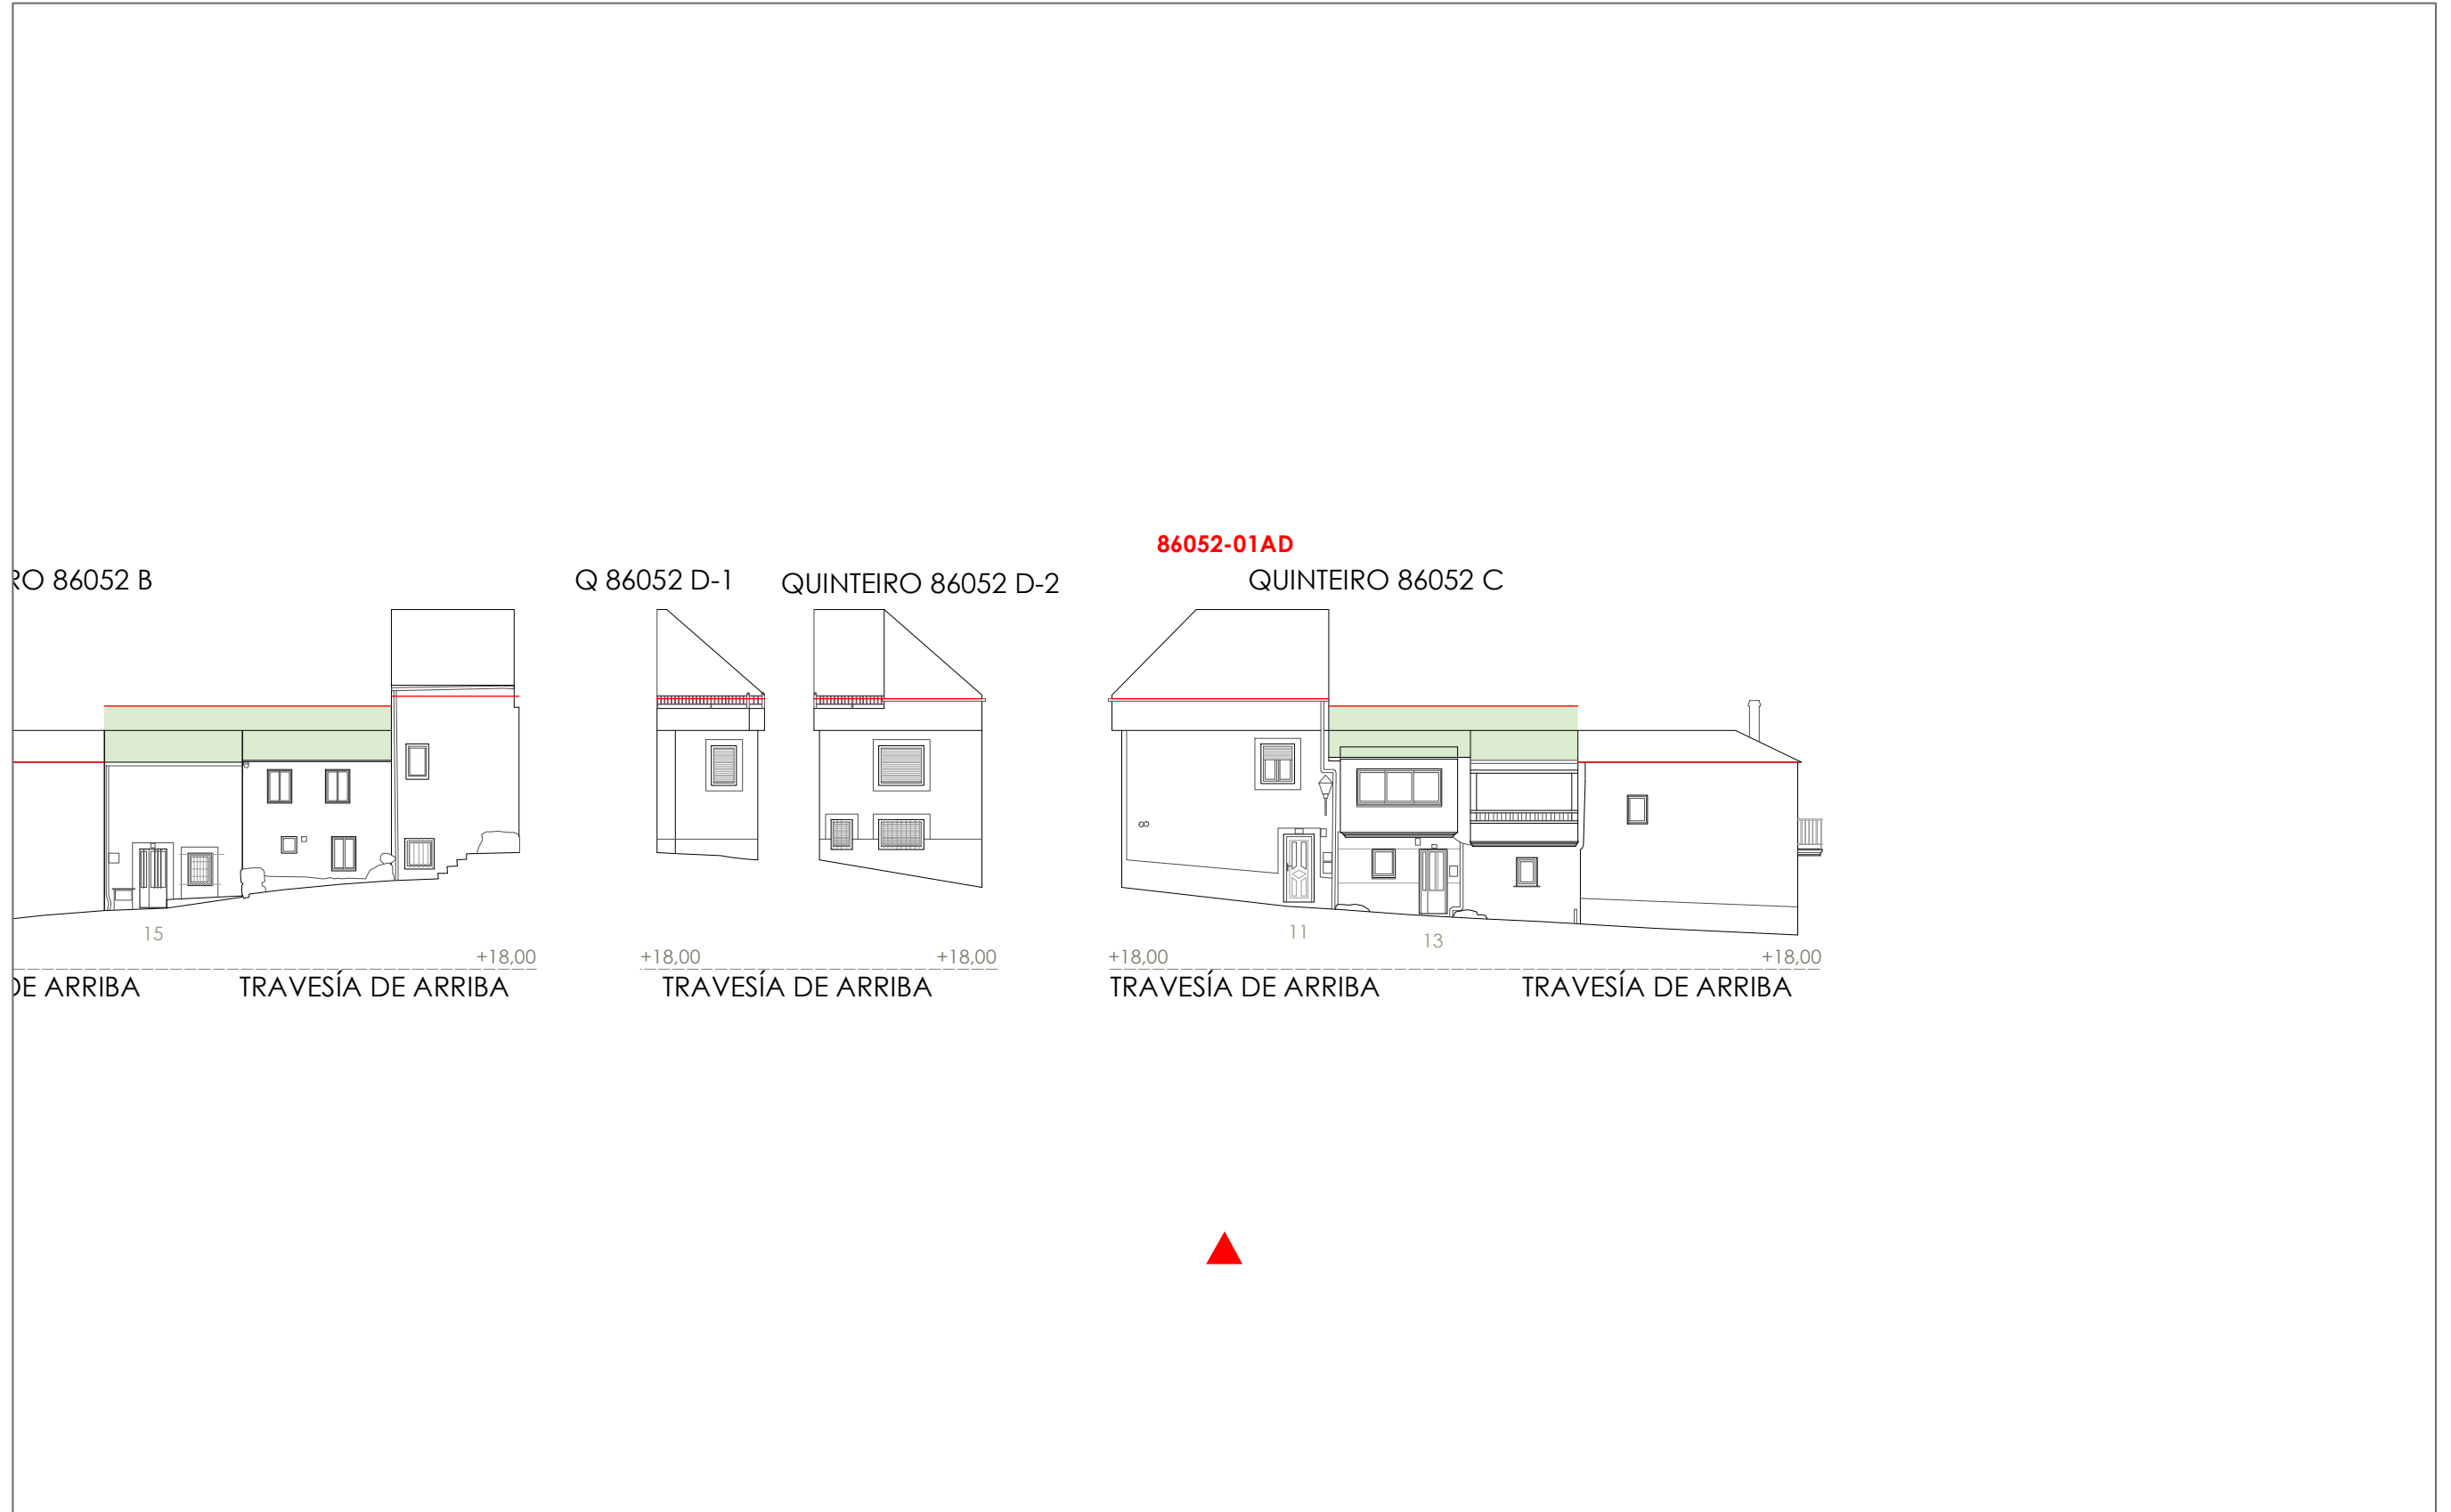 86052-01AD
RO 86052 B
Q 86052 D-1
QUINTEIRO 86052 D-2
QUINTEIRO 86052 C
15
11
13
+18,00
+18,00
+18,00
+18,00
+18,00
DE ARRIBA
TRAVESÍA DE ARRIBA
TRAVESÍA DE ARRIBA
TRAVESÍA DE ARRIBA
TRAVESÍA DE ARRIBA